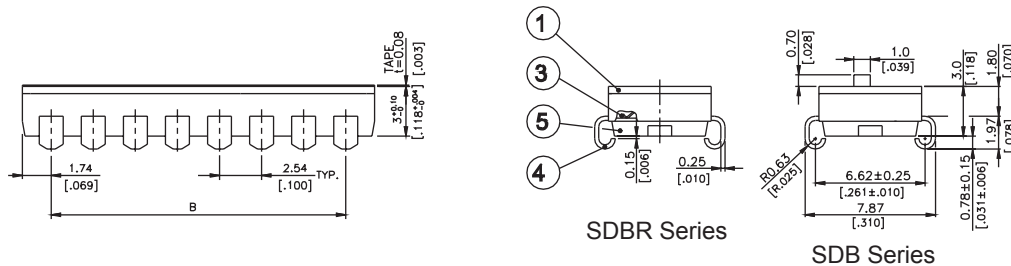 TAPE
t=0.08
[.003]
3 +0.10 -0
[.118 +.004 -0]
1.74
[.069]
2.54
[.100]
TYP.
B
1
3
5
4
0.15
[.006]
0.25
[.010]
SDBR Series
0.70
[.028]
1.0
[.039]
3.0
[.118]
1.80
[.070]
1.97
[.078]
R0.63
[R.025]
6.62±0.25
[.261±.010]
7.87
[.310]
0.78±0.15
[.031±.006]
SDB Series